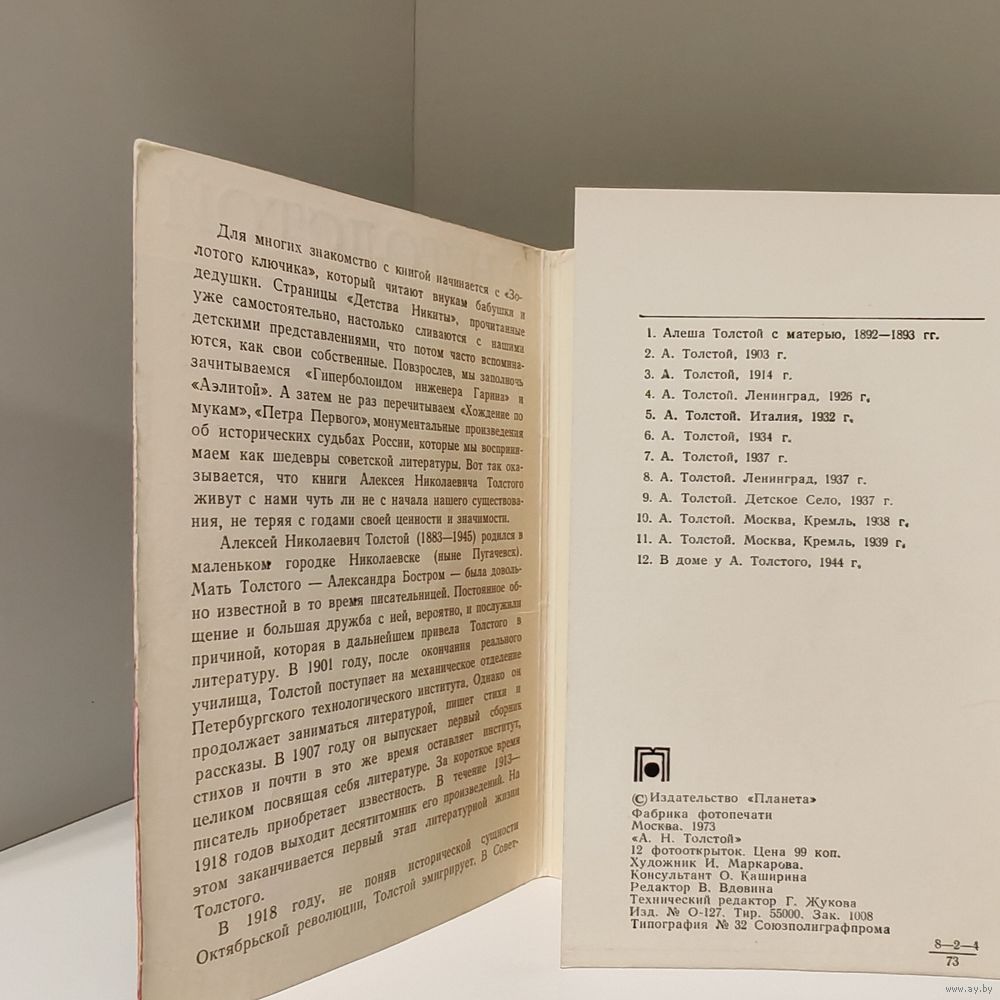 Для многих знакомство с книгой начинается с «Зо-
лотого ключика», который читают внукам бабушки и
дедушки. Страницы «Детства Никиты», прочитанные
уже самостоятельно, настолько сливаются с нашими
детскими представлениями, что потом часто вспомина-
ются, как свои собственные. Повзрослев, мы заполночь
зачитываемся «Гиперболоидом инженера Гарина» и
«Аэлитой». А затем не раз перечитываем «Хождение по
мукам», «Петра Первого», монументальные произведения
об исторических судьбах России, которые мы восприни-
маем как шедевры советской литературы. Вот так ока-
зывается, что книги Алексея Николаевича Толстого
живут с нами чуть ли не с начала нашего существова-
ния, не теряя с годами своей ценности и значимости.
Алексей Николаевич Толстой (1883—1945) родился в
маленьком городке Николаевске (ныне Пугачевск).
Мать Толстого — Александра Бостром — была доволь-
но известной в то время писательницей. Постоянное об-
щение и большая дружба с ней, вероятно, и послужили
причиной, которая в дальнейшем привела Толстого в
литературу. В 1901 году, после окончания реального
училища, Толстой поступает на механическое отделение
Петербургского технологического института. Однако он
продолжает заниматься литературой, пишет стихи и
рассказы. В 1907 году он выпускает первый сборник
стихов и почти в это же время оставляет институт,
целиком посвящая себя литературе. За короткое время
писатель приобретает известность. В течение 1913—
1918 годов выходит десятитомник его произведений. На
этом заканчивается первый этап литературной жизни
Толстого.
В 1918 году, не поняв исторической сущности
Октябрьской революции, Толстой эмигрирует. В Совет-
1. Алеша Толстой с матерью, 1892—1893 гг.
2. А. Толстой, 1903 г.
3. А. Толстой, 1914 г.
4. А. Толстой. Ленинград, 1926 г.
5. А. Толстой. Италия, 1932 г.
6. А. Толстой, 1934 г.
7. А. Толстой, 1937 г.
8. А. Толстой. Ленинград, 1937 г.
9. А. Толстой. Детское Село, 1937 г.
10. А. Толстой. Москва, Кремль, 1938 г.
11. А. Толстой. Москва, Кремль, 1939 г.
12. В доме у А. Толстого, 1944 г.
© Издательство «Планета»
Фабрика фотопечати
Москва. 1973
«А. Н. Толстой»
12 фотооткрыток. Цена 99 коп.
Художник И. Маркарова.
Консультант О. Каширина
Редактор В. Вдовина
Технический редактор Г. Жукова
Изд. № О-127. Тир. 55000. Зак. 1008
Типография № 32 Союзполиграфпрома
8—2—4
73
www.ay.by